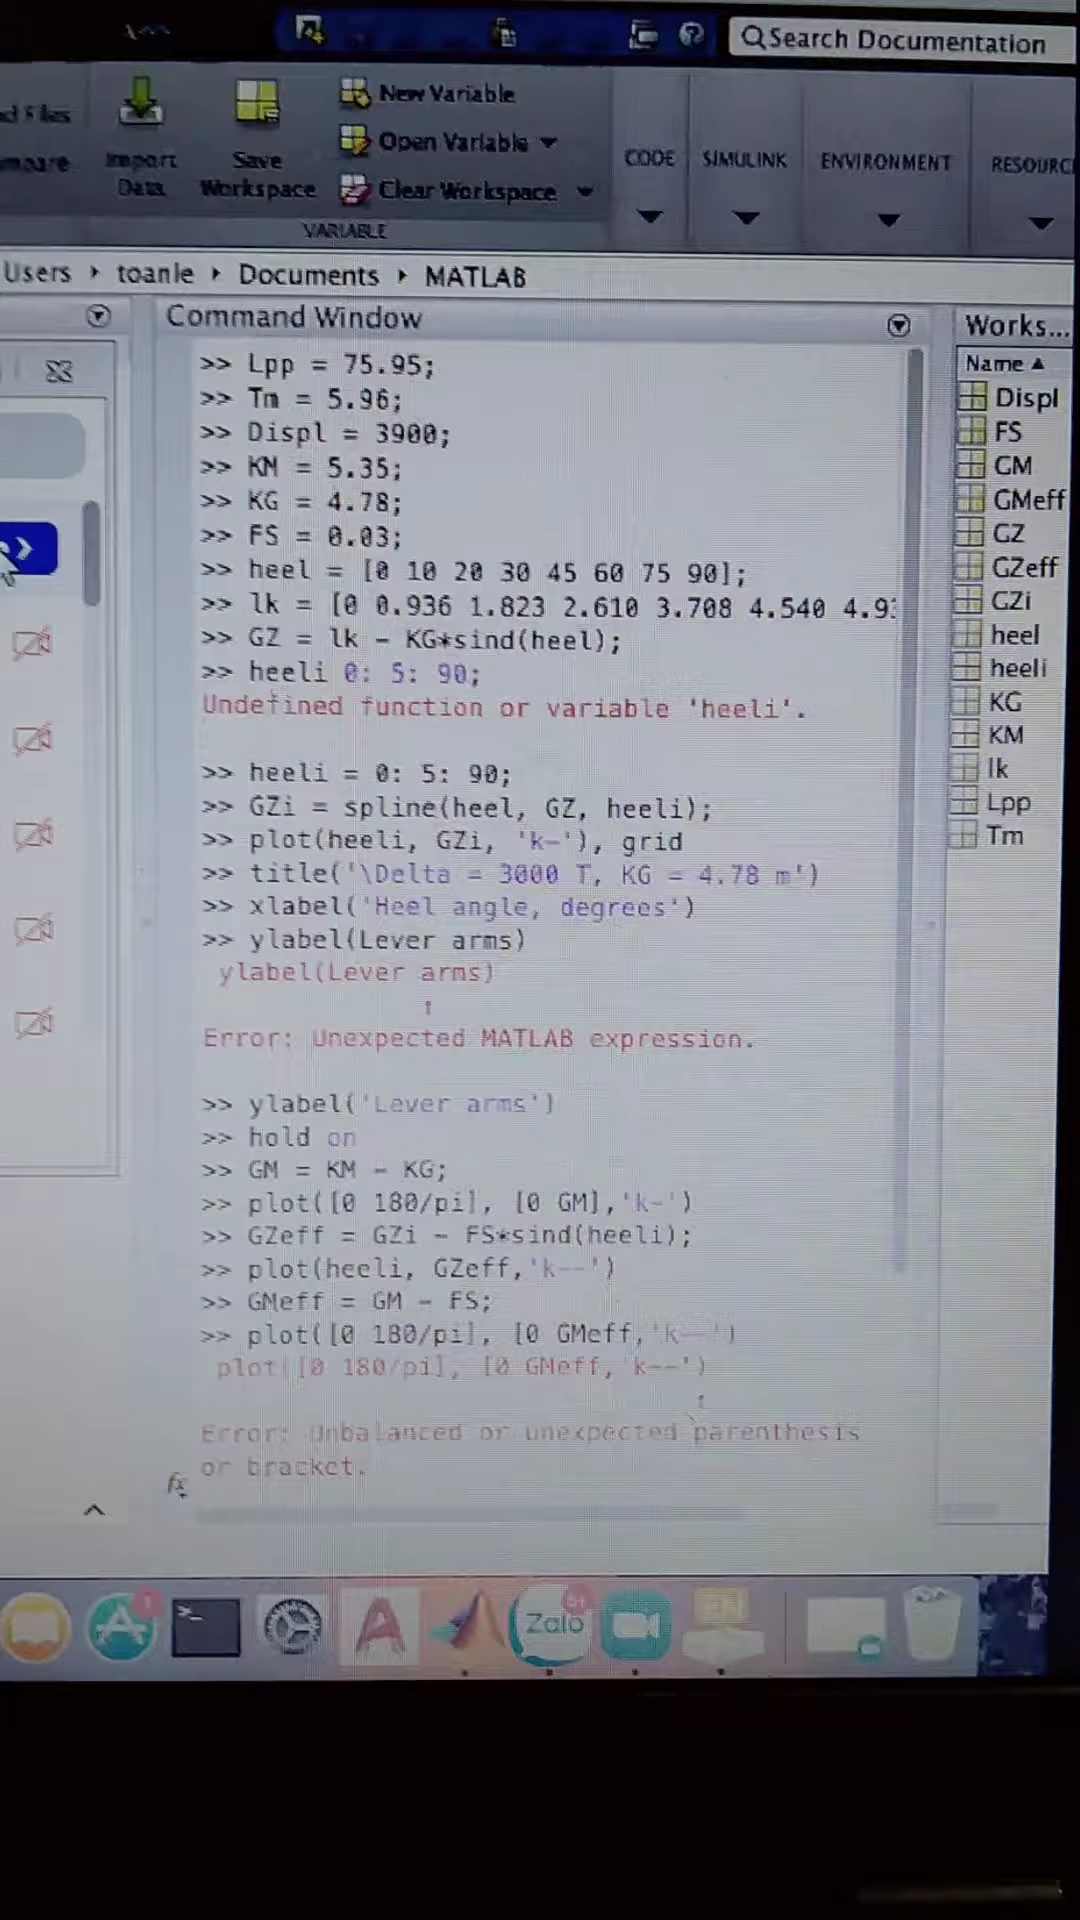 Search Documentation
New Variable
Open Variable
Import
Data
Save
Workspace
Clear Workspace
VARIABLE
CODE
SIMULINK
ENVIRONMENT
RESOURC
Users ▸ toanle ▸ Documents ▸ MATLAB
Command Window
>> Lpp = 75.95;
>> Tm = 5.96;
>> Displ = 3900;
>> KM = 5.35;
>> KG = 4.78;
>> FS = 0.03;
>> heel = [0 10 20 30 45 60 75 90];
>> lk = [0 0.936 1.823 2.610 3.708 4.540 4.93
>> GZ = lk - KG*sind(heel);
>> heeli 0: 5: 90;
Undefined function or variable 'heeli'.
>> heeli = 0: 5: 90;
>> GZi = spline(heel, GZ, heeli);
>> plot(heeli, GZi, 'k-'), grid
>> title('\Delta = 3000 T, KG = 4.78 m')
>> xlabel('Heel angle, degrees')
>> ylabel(Lever arms)
ylabel(Lever arms)
↑
Error: Unexpected MATLAB expression.
>> ylabel('Lever arms')
>> hold on
>> GM = KM - KG;
>> plot([0 180/pi], [0 GM],'k-')
>> GZeff = GZi - FS*sind(heeli);
>> plot(heeli, GZeff,'k--')
>> GMeff = GM - FS;
>> plot([0 180/pi], [0 GMeff,'k--')
plot([0 180/pi], [0 GMeff,'k--')
↑
Error: Unbalanced or unexpected parenthesis
or bracket.
fx
Works...
Name ▲
Displ
FS
GM
GMeff
GZ
GZeff
GZi
heel
heeli
KG
KM
lk
Lpp
Tm
Zalo